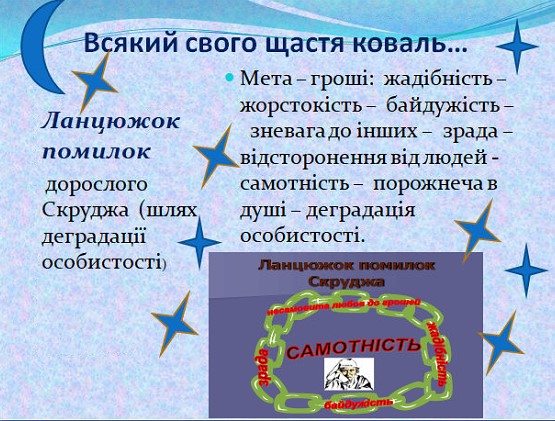 Всякий свого щастя коваль...
Ланцюжок
помилок
дорослого
Скруджа (шлях
деградації
особистості)
Мета – гроші: жадібність –
жорстокість – байдужість –
зневага до інших – зрада –
відсторонення від людей -
самотність – порожнеча в
душі – деградація
особистості.
Ланцюжок помилок
Скруджа
несамовита любов до грошей
жадібність
САМОТНІСТЬ
зрада
байдужість